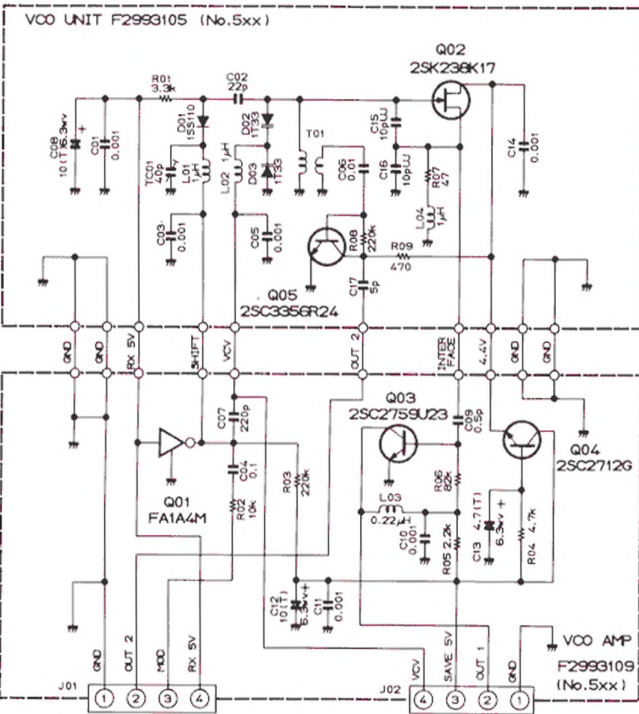 VCO UNIT F2993105 (No.5xx)
Q02
2SK238K17
R01
3.3k
C02
22p
D01
1SS110
D02
1T33
C08
10(T)6.3wv +
C01
0.001
TC01
40p
L01
1µH
L02 1µH
D03
1T33
T01
C06
0.01
C15
10pUJ
C16
10pUJ
R07
47
L04
1µH
C14
0.001
C03
0.001
C05
0.001
R08
220k
R09
470
C17
5p
Q05
2SC3356R24
GND
GND
RX 5V
SHIFT
VCV
OUT 2
INTER
FACE
4.4V
GND
GND
C07
220p
Q03
2SC2759U23
C09
0.5p
Q04
2SC2712G
Q01
FA1A4M
C04
0.1
R02
10k
R03
220k
R06
82k
L03
0.22µH
C10
0.001
R05 2.2k
C13 4.7(T)
6.3wv +
R04 4.7k
C12
10(T)
6.3wv +
C11
0.001
GND
OUT 2
MOD
RX 5V
VCV
SAVE 5V
OUT 1
GND
VCO AMP
F2993109
(No.5xx)
J01
1 2 3 4
J02
4 3 2 1